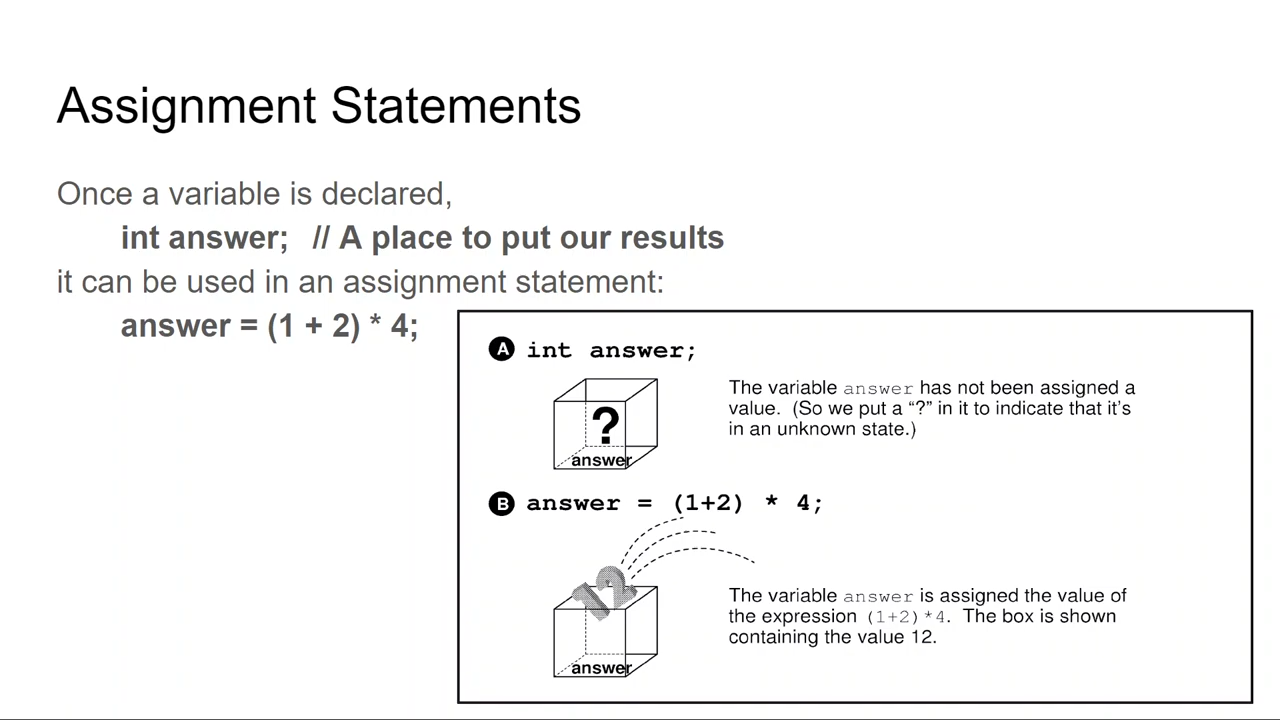 Assignment Statements
Once a variable is declared,
int answer; // A place to put our results
it can be used in an assignment statement:
answer = (1 + 2) * 4;
A int answer;
?
answer
The variable answer has not been assigned a
value. (So we put a “?” in it to indicate that it’s
in an unknown state.)
B answer = (1+2) * 4;
12
answer
The variable answer is assigned the value of
the expression (1+2)*4. The box is shown
containing the value 12.